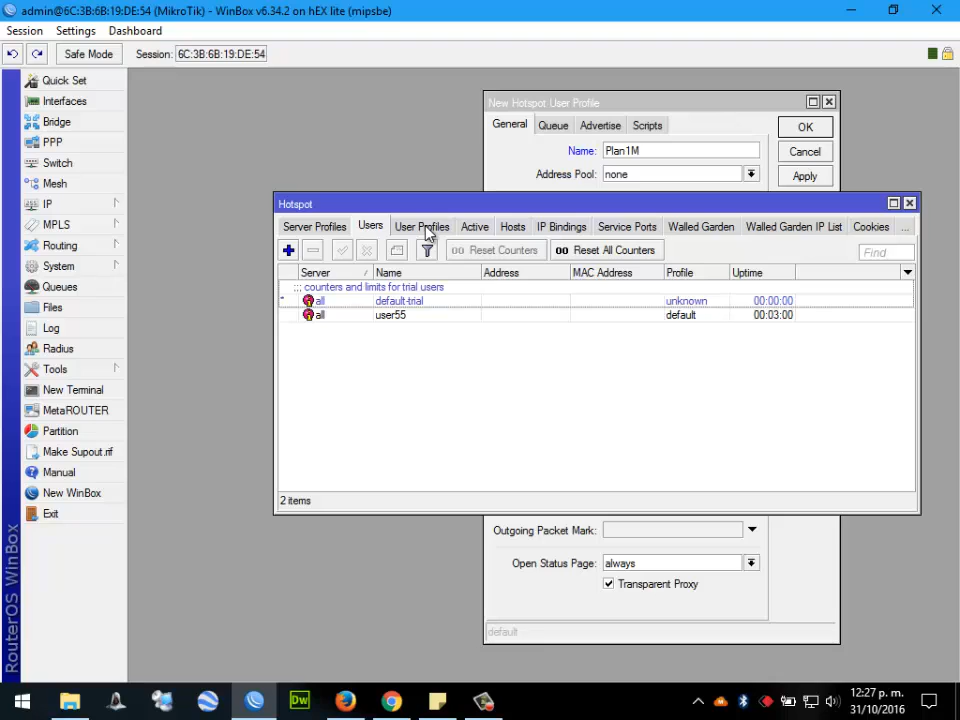 admin@6C:3B:6B:19:DE:54 (MikroTik) - WinBox v6.34.2 on hEX lite (mipsbe)
Session Settings Dashboard
Safe Mode Session: 6C:3B:6B:19:DE:54
Quick Set
Interfaces
Bridge
PPP
Switch
Mesh
IP
MPLS
Routing
System
Queues
Files
Log
Radius
Tools
New Terminal
MetaROUTER
Partition
Make Supout.rif
Manual
New WinBox
Exit
RouterOS WinBox
New Hotspot User Profile
General Queue Advertise Scripts
OK
Name: Plan1M
Cancel
Address Pool: none
Apply
Hotspot
Server Profiles Users User Profiles Active Hosts IP Bindings Service Ports Walled Garden Walled Garden IP List Cookies ...
00 Reset Counters 00 Reset All Counters Find
Server / Name Address MAC Address Profile Uptime
;;; counters and limits for trial users
* all default-trial unknown 00:00:00
all user55 default 00:03:00
2 items
Outgoing Packet Mark:
Open Status Page: always
Transparent Proxy
default
Dw
12:27 p. m.
31/10/2016